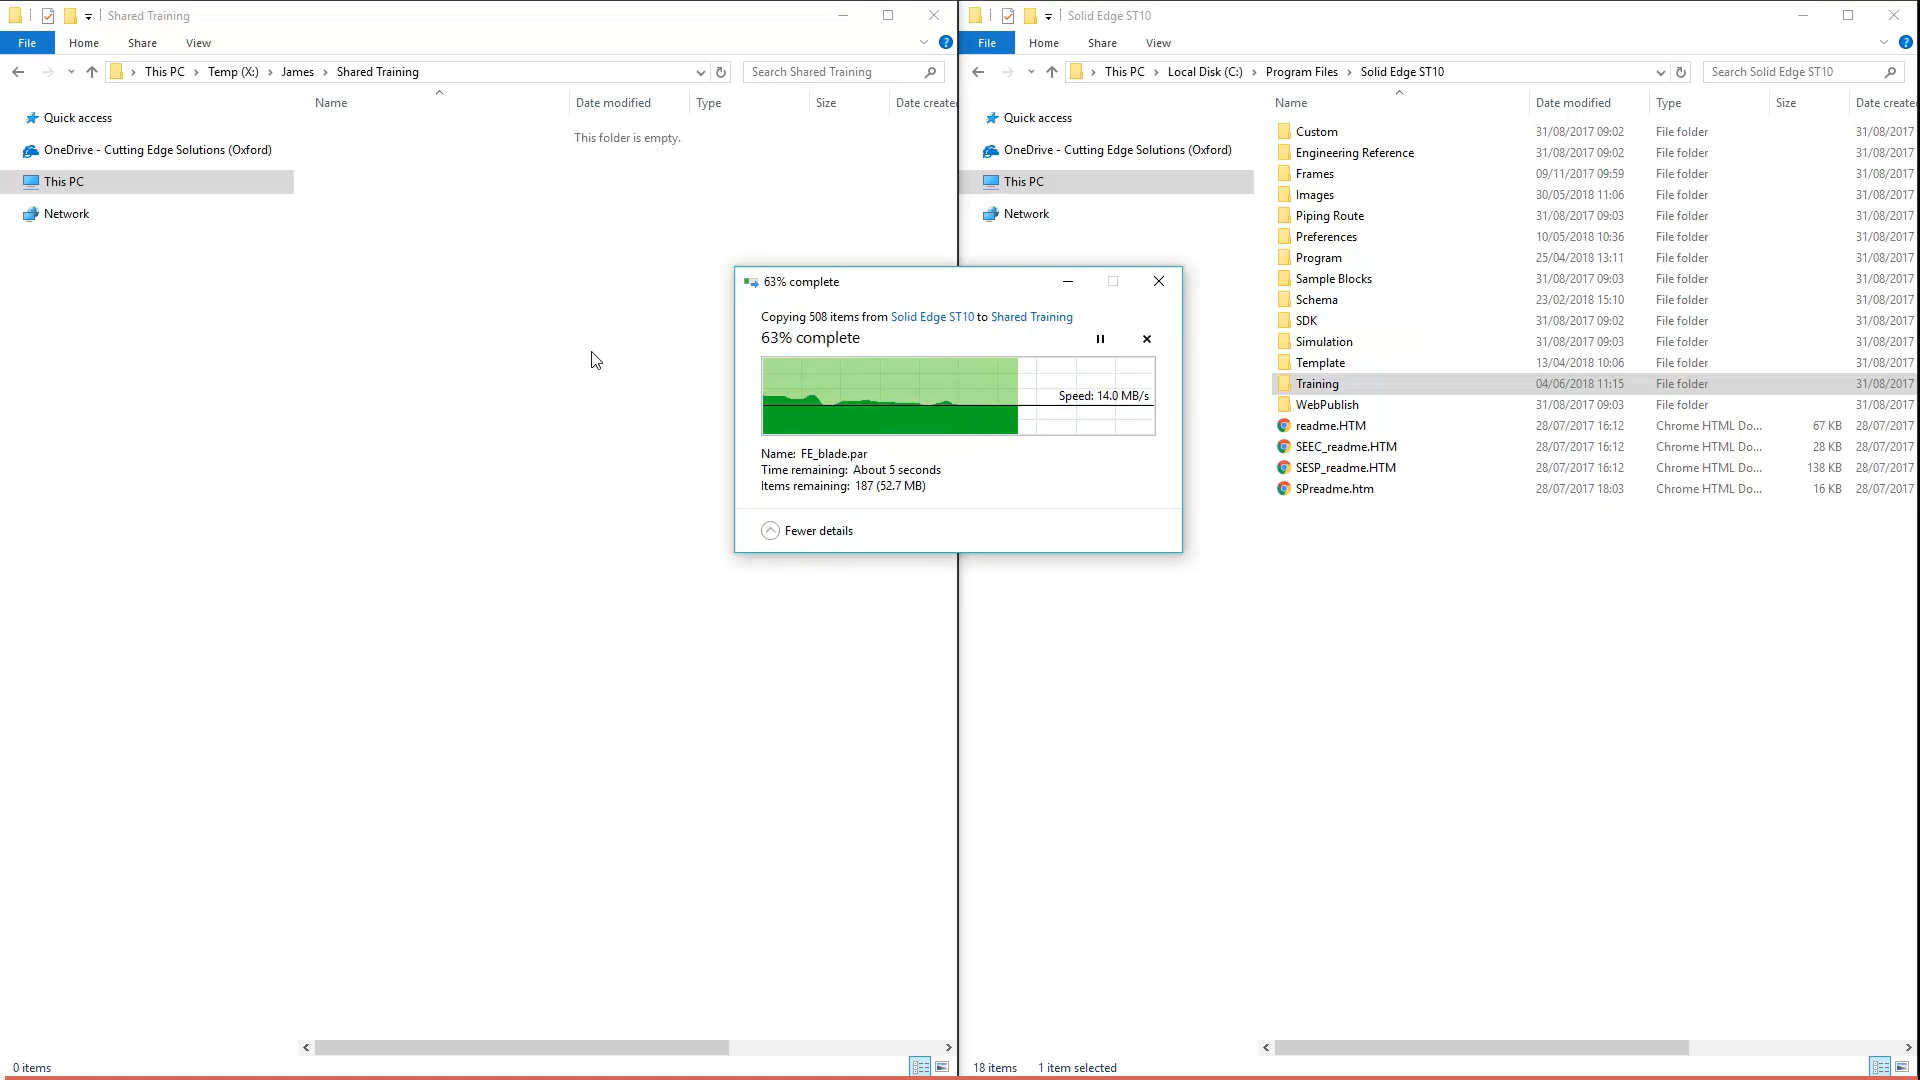 Shared Training
File Home Share View
This PC Temp (X:) James Shared Training
Search Shared Training
Name Date modified Type Size Date create
Quick access
OneDrive - Cutting Edge Solutions (Oxford)
This PC
Network
This folder is empty.
0 items
Solid Edge ST10
File Home Share View
This PC Local Disk (C:) Program Files Solid Edge ST10
Search Solid Edge ST10
Name Date modified Type Size Date create
Quick access
OneDrive - Cutting Edge Solutions (Oxford)
This PC
Network
Custom 31/08/2017 09:02 File folder 31/08/2017
Engineering Reference 31/08/2017 09:02 File folder 31/08/2017
Frames 09/11/2017 09:59 File folder 31/08/2017
Images 30/05/2018 11:06 File folder 31/08/2017
Piping Route 31/08/2017 09:03 File folder 31/08/2017
Preferences 10/05/2018 10:36 File folder 31/08/2017
Program 25/04/2018 13:11 File folder 31/08/2017
Sample Blocks 31/08/2017 09:03 File folder 31/08/2017
Schema 23/02/2018 15:10 File folder 31/08/2017
SDK 31/08/2017 09:02 File folder 31/08/2017
Simulation 31/08/2017 09:03 File folder 31/08/2017
Template 13/04/2018 10:06 File folder 31/08/2017
Training 04/06/2018 11:15 File folder 31/08/2017
WebPublish 31/08/2017 09:03 File folder 31/08/2017
readme.HTM 28/07/2017 16:12 Chrome HTML Do... 67 KB 28/07/2017
SEEC_readme.HTM 28/07/2017 16:12 Chrome HTML Do... 28 KB 28/07/2017
SESP_readme.HTM 28/07/2017 16:12 Chrome HTML Do... 138 KB 28/07/2017
SPreadme.htm 28/07/2017 18:03 Chrome HTML Do... 16 KB 28/07/2017
18 items 1 item selected
63% complete
Copying 508 items from Solid Edge ST10 to Shared Training
63% complete
Speed: 14.0 MB/s
Name: FE_blade.par
Time remaining: About 5 seconds
Items remaining: 187 (52.7 MB)
Fewer details